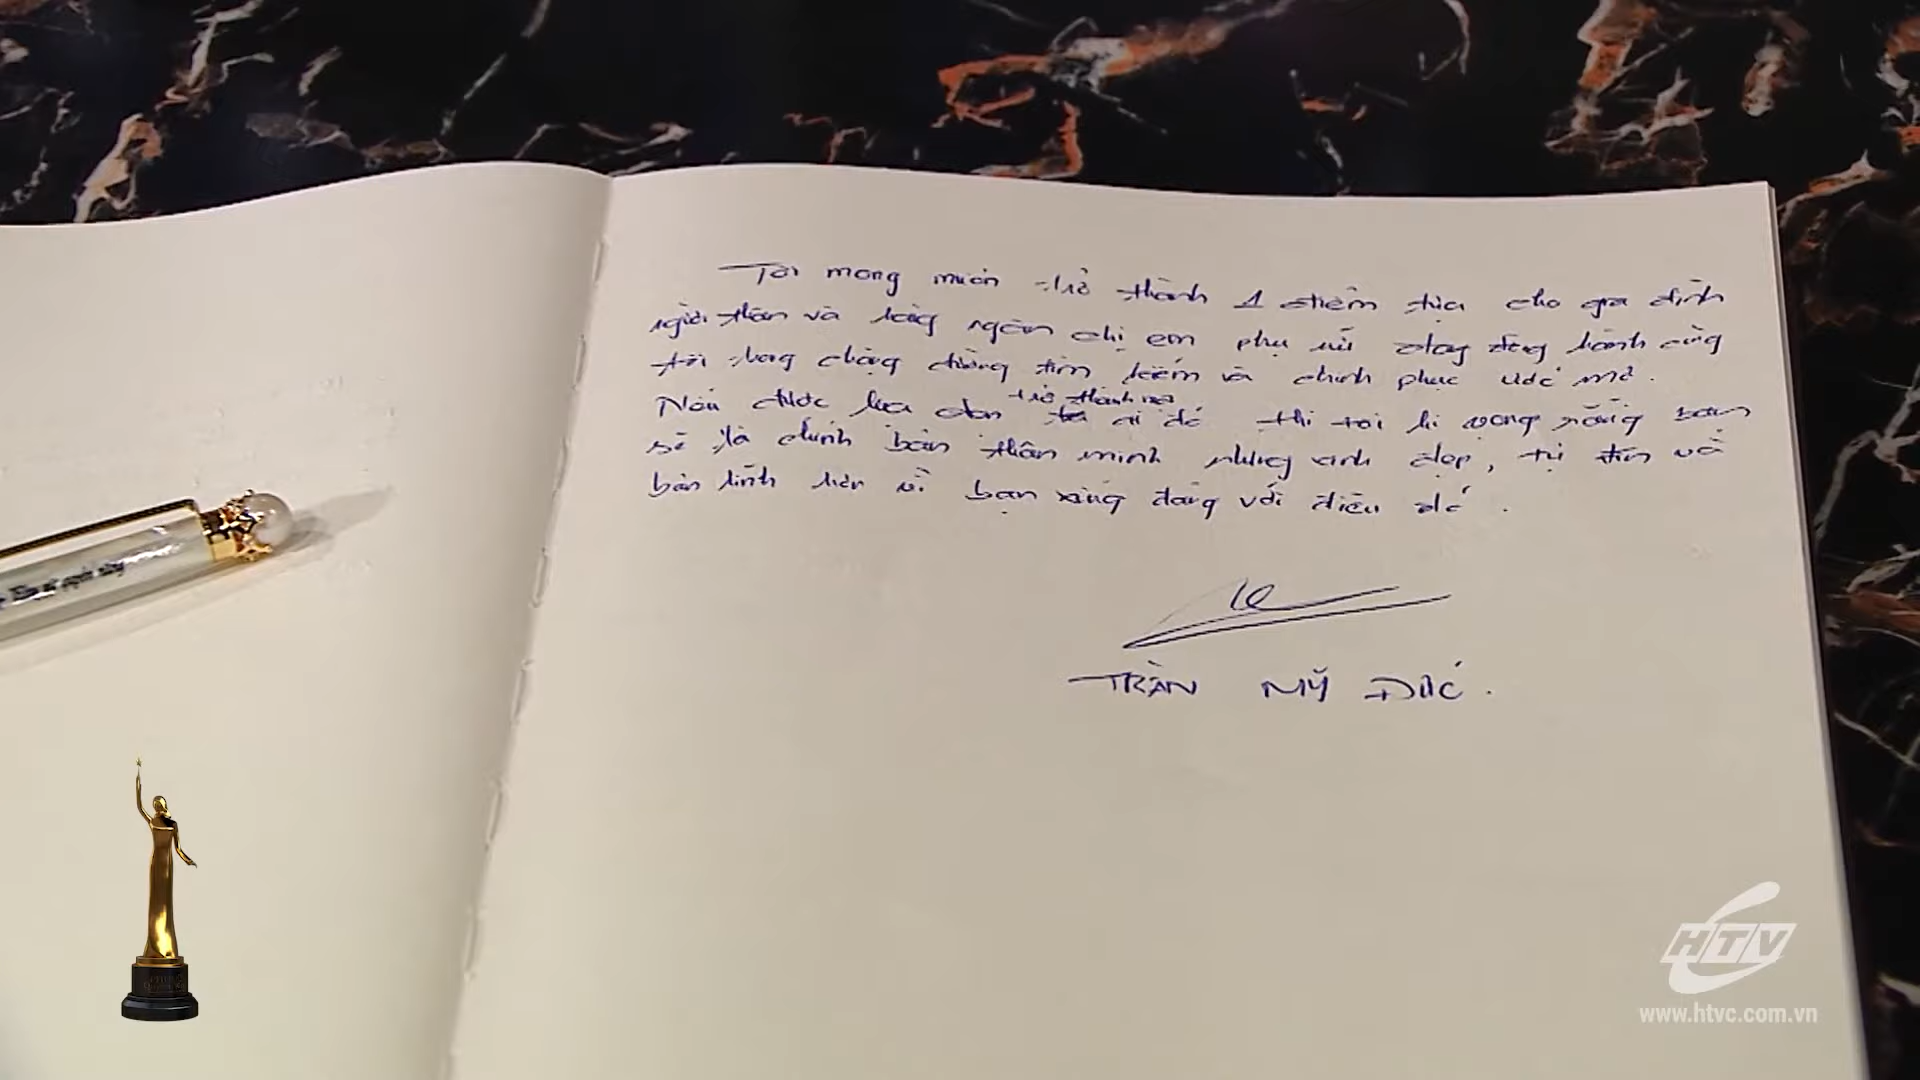 Tôi mong muốn trở thành 1 điểm tựa cho gia đình
người thân và hàng ngàn chị em phụ nữ đang đồng hành cùng
tôi trong chặng đường tìm kiếm và chinh phục ước mơ.
Nếu được lựa chọn trở thành ai đó thì tôi hi vọng rằng bạn
sẽ là chính bản thân mình nhưng xinh đẹp, tự tin và
bản lĩnh hơn vì bạn xứng đáng với điều đó.
TRẦN MỸ ĐỨC.
HTV
www.htvc.com.vn